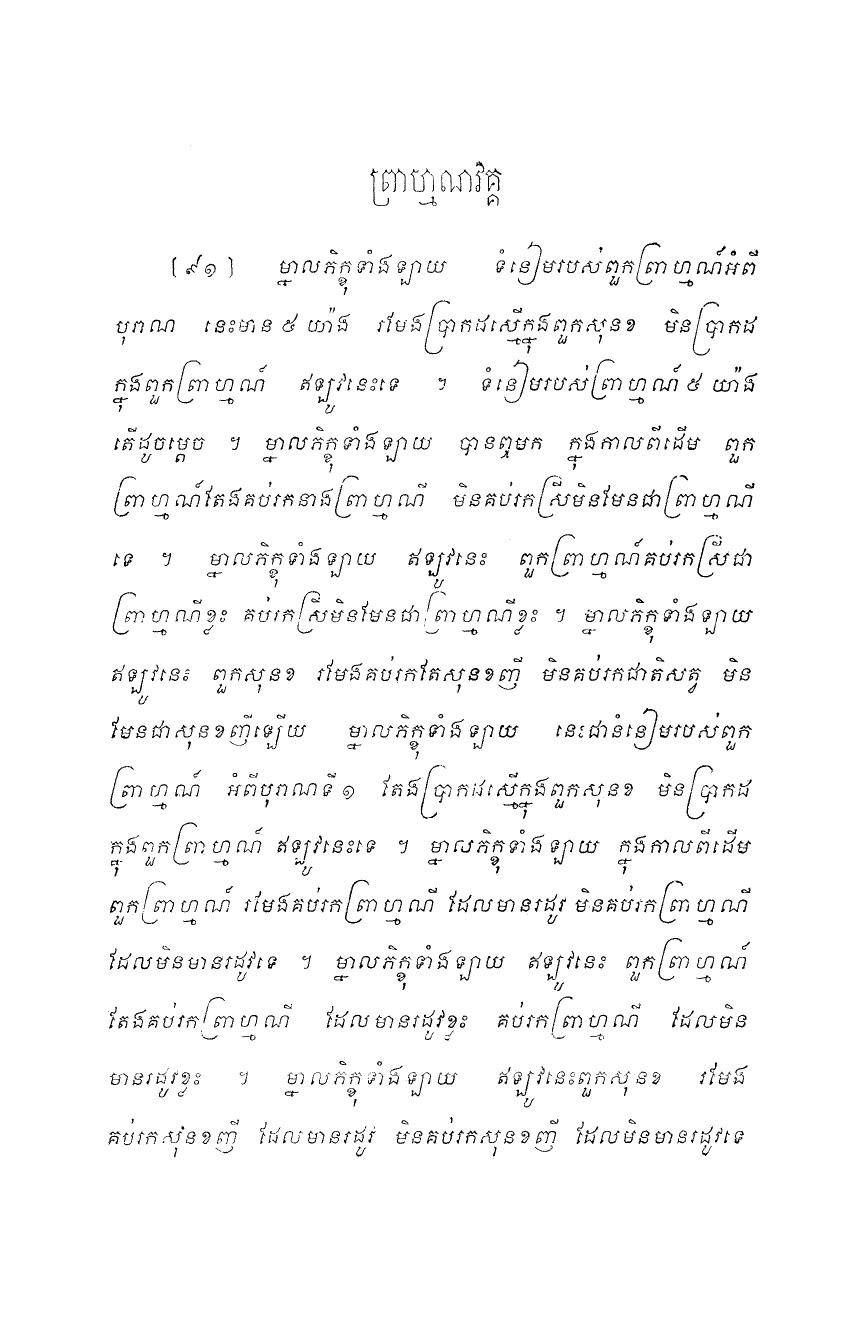 ព្រាហ្មណវគ្គ
(៩១) ម្នាលភិក្ខុទាំងឡាយ ទំនៀមរបស់ពួកព្រាហ្មណ៍អំពី
បុរាណ នេះមាន ៥ យ៉ាង រមែងប្រាកដស្មើក្នុងពួកសុនខ មិនប្រាកដ
ក្នុងពួកព្រាហ្មណ៍ ឥឡូវនេះទេ ។ ទំនៀមរបស់ព្រាហ្មណ៍ ៥ យ៉ាង
តើដូចម្តេច ។ ម្នាលភិក្ខុទាំងឡាយ បានឮមក ក្នុងកាលពីដើម ពួក
ព្រាហ្មណ៍តែងគប់រកនាងព្រាហ្មណី មិនគប់រកស្រីមិនមែនជាព្រាហ្មណី
ទេ ។ ម្នាលភិក្ខុទាំងឡាយ ឥឡូវនេះ ពួកព្រាហ្មណ៍គប់រកស្រីជា
ព្រាហ្មណីខ្លះ គប់រកស្រីមិនមែនជាព្រាហ្មណីខ្លះ ។ ម្នាលភិក្ខុទាំងឡាយ
ឥឡូវនេះ ពួកសុនខ រមែងគប់រកតែសុនខញី មិនគប់រកជាតិសត្វ មិន
មែនជាសុនខញីឡើយ ម្នាលភិក្ខុទាំងឡាយ នេះជានំនៀមរបស់ពួក
ព្រាហ្មណ៍ អំពីបុរាណទី ១ តែងប្រាកដស្មើក្នុងពួកសុនខ មិនប្រាកដ
ក្នុងពួកព្រាហ្មណ៍ ឥឡូវនេះទេ ។ ម្នាលភិក្ខុទាំងឡាយ ក្នុងកាលពីដើម
ពួកព្រាហ្មណ៍ រមែងគប់រកព្រាហ្មណី ដែលមានរដូវ មិនគប់រកព្រាហ្មណី
ដែលមិនមានរដូវទេ ។ ម្នាលភិក្ខុទាំងឡាយ ឥឡូវនេះ ពួកព្រាហ្មណ៍
តែងគប់រកព្រាហ្មណី ដែលមានរដូវខ្លះ គប់រកព្រាហ្មណី ដែលមិន
មានរដូវខ្លះ ។ ម្នាលភិក្ខុទាំងឡាយ ឥឡូវនេះពួកសុនខ រមែង
គប់រកសុនខញី ដែលមានរដូវ មិនគប់រកសុនខញី ដែលមិនមានរដូវទេ